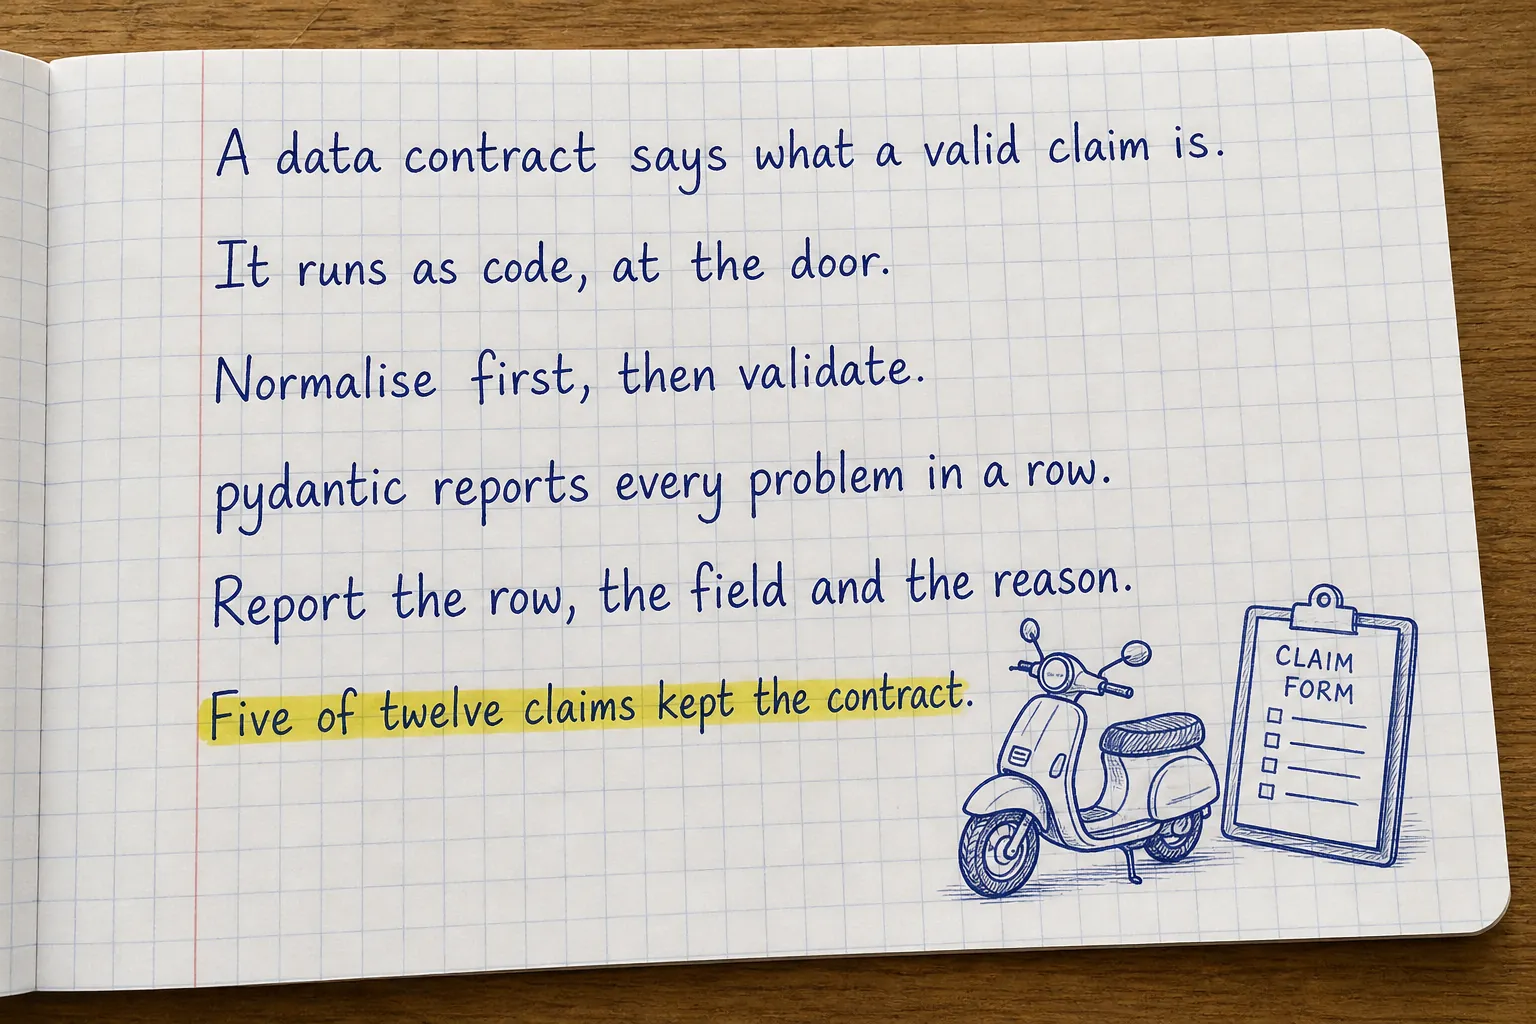 A data contract says what a valid claim is.
It runs as code, at the door.
Normalise first, then validate.
pydantic reports every problem in a row.
Report the row, the field and the reason.
Five of twelve claims kept the contract.
CLAIM
FORM